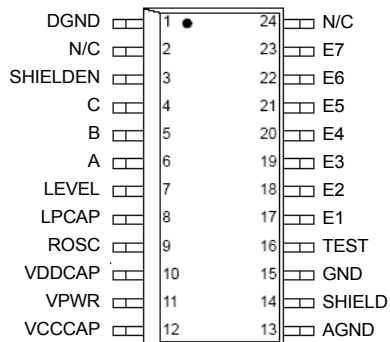 DGND 1 24 N/C
N/C 2 23 E7
SHIELDEN 3 22 E6
C 4 21 E5
B 5 20 E4
A 6 19 E3
LEVEL 7 18 E2
LPCAP 8 17 E1
ROSC 9 16 TEST
VDDCAP 10 15 GND
VPWR 11 14 SHIELD
VCCCAP 12 13 AGND